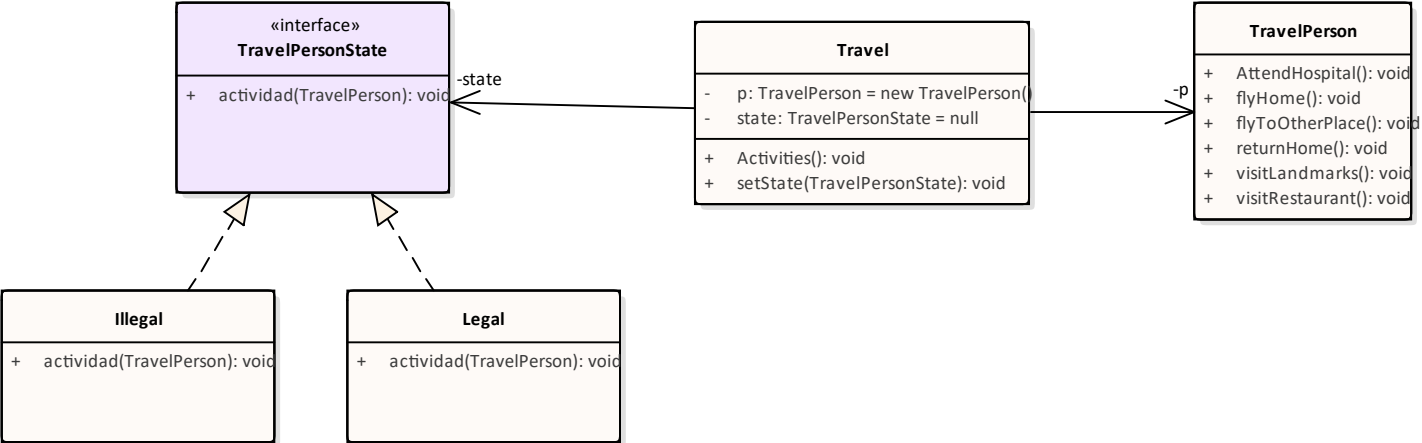 «interface»
TravelPersonState
+ actividad(TravelPerson): void
-state
Travel
- p: TravelPerson = new TravelPerson()
- state: TravelPersonState = null
+ Activities(): void
+ setState(TravelPersonState): void
-p
TravelPerson
+ AttendHospital(): void
+ flyHome(): void
+ flyToOtherPlace(): void
+ returnHome(): void
+ visitLandmarks(): void
+ visitRestaurant(): void
Illegal
+ actividad(TravelPerson): void
Legal
+ actividad(TravelPerson): void